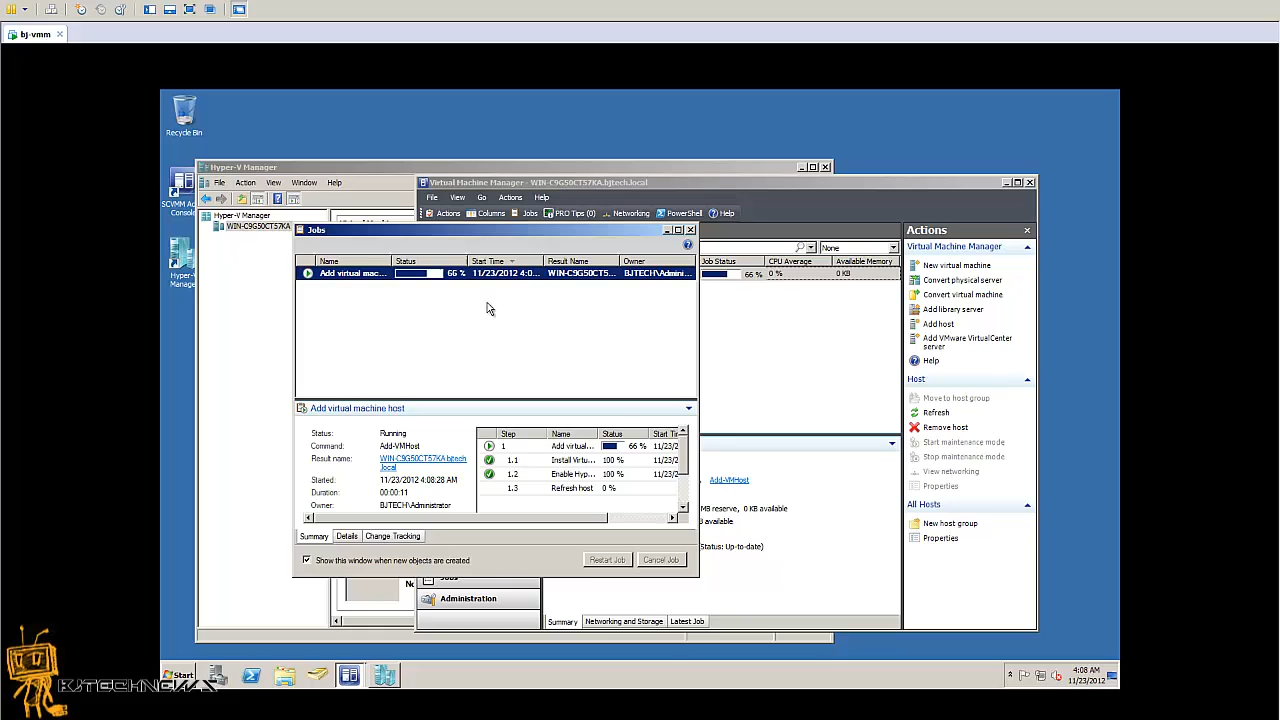 bj-vmm
Recycle Bin
SCVMM Ad
Console
Hyper-
Manage
Hyper-V Manager
File Action View Window Help
Hyper-V Manager
WIN-C9G50CT57KA
Virtual Machine Manager - WIN-C9G50CT57KA.bjtech.local
File View Go Actions Help
Actions Columns Jobs PRO Tips (0) Networking PowerShell Help
None
Job Status CPU Average Available Memory
66 % 0 % 0 KB
Add-VMHost
MB reserve, 0 KB available
available
Status: Up-to-date)
Summary Networking and Storage Latest Job
Administration
Jobs
Name Status Start Time Result Name Owner
Add virtual mac... 66 % 11/23/2012 4:0... WIN-C9G50CT5... BJTECH\Admini...
Add virtual machine host
Status: Running
Command: Add-VMHost
Result name: WIN-C9G50CT57KA.bjtech
.local
Started: 11/23/2012 4:08:28 AM
Duration: 00:00:11
Owner: BJTECH\Administrator
Step Name Status Start Ti
1 Add virtual... 66 % 11/23/2
1.1 Install Virtu... 100 % 11/23/2
1.2 Enable Hyp... 100 % 11/23/2
1.3 Refresh host 0 %
Summary Details Change Tracking
Show this window when new objects are created
Restart Job Cancel Job
Actions
Virtual Machine Manager
New virtual machine
Convert physical server
Convert virtual machine
Add library server
Add host
Add VMware VirtualCenter
server
Help
Host
Move to host group
Refresh
Remove host
Start maintenance mode
Stop maintenance mode
View networking
Properties
All Hosts
New host group
Properties
Start
4:08 AM
11/23/2012
BJTECHNEWS